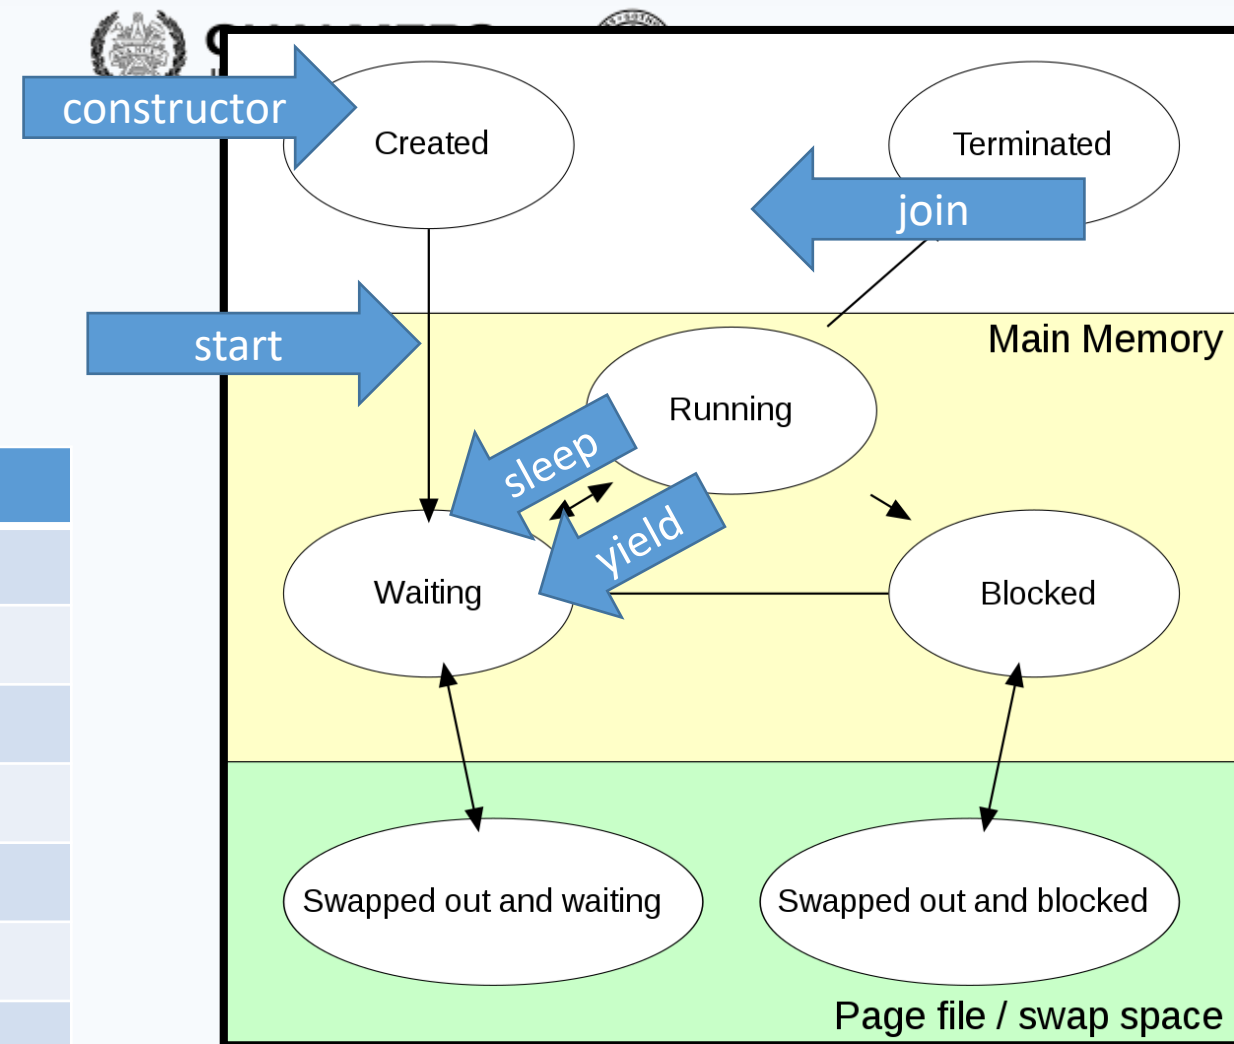 constructor
Created
Terminated
join
start
Main Memory
Running
sleep
yield
Waiting
Blocked
Swapped out and waiting
Swapped out and blocked
Page file / swap space